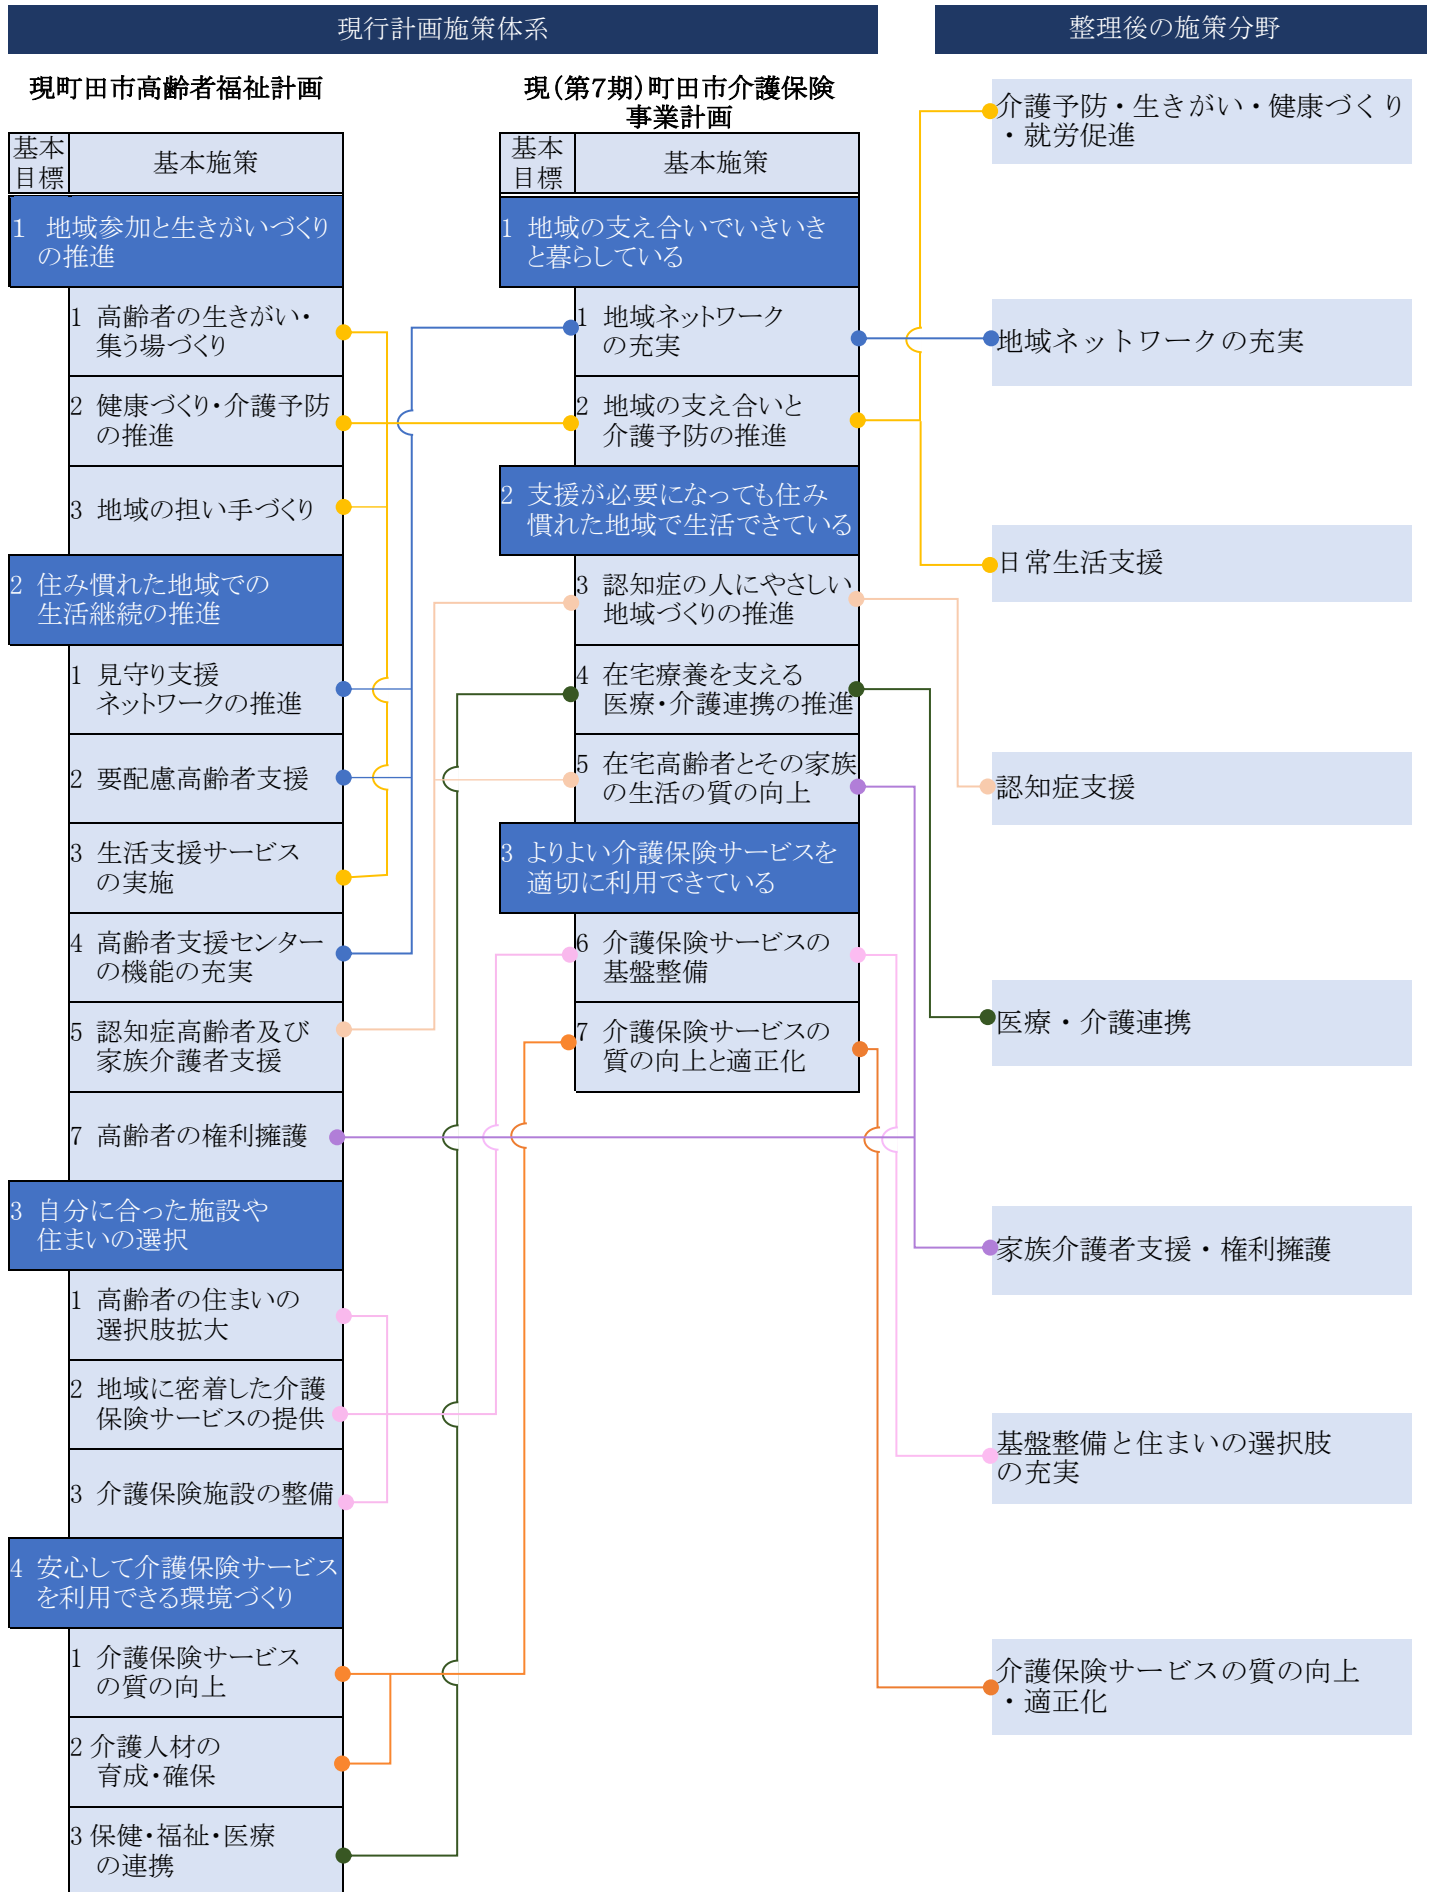 現行計画施策体系
整理後の施策分野
現町田市高齢者福祉計画
基本
目標
基本施策
1 地域参加と生きがいづくり
の推進
1 高齢者の生きがい・
集う場づくり
2 健康づくり・介護予防
の推進
3 地域の担い手づくり
2 住み慣れた地域での
生活継続の推進
1 見守り支援
ネットワークの推進
2 要配慮高齢者支援
3 生活支援サービス
の実施
4 高齢者支援センター
の機能の充実
5 認知症高齢者及び
家族介護者支援
7 高齢者の権利擁護
3 自分に合った施設や
住まいの選択
1 高齢者の住まいの
選択肢拡大
2 地域に密着した介護
保険サービスの提供
3 介護保険施設の整備
4 安心して介護保険サービス
を利用できる環境づくり
1 介護保険サービス
の質の向上
2 介護人材の
育成・確保
3 保健・福祉・医療
の連携
現(第7期)町田市介護保険
事業計画
基本
目標
基本施策
1 地域の支え合いでいきいき
と暮らしている
1 地域ネットワーク
の充実
2 地域の支え合いと
介護予防の推進
2 支援が必要になっても住み
慣れた地域で生活できている
3 認知症の人にやさしい
地域づくりの推進
4 在宅療養を支える
医療・介護連携の推進
5 在宅高齢者とその家族
の生活の質の向上
3 よりよい介護保険サービスを
適切に利用できている
6 介護保険サービスの
基盤整備
7 介護保険サービスの
質の向上と適正化
介護予防・生きがい・健康づくり
・就労促進
地域ネットワークの充実
日常生活支援
認知症支援
医療・介護連携
家族介護者支援・権利擁護
基盤整備と住まいの選択肢
の充実
介護保険サービスの質の向上
・適正化